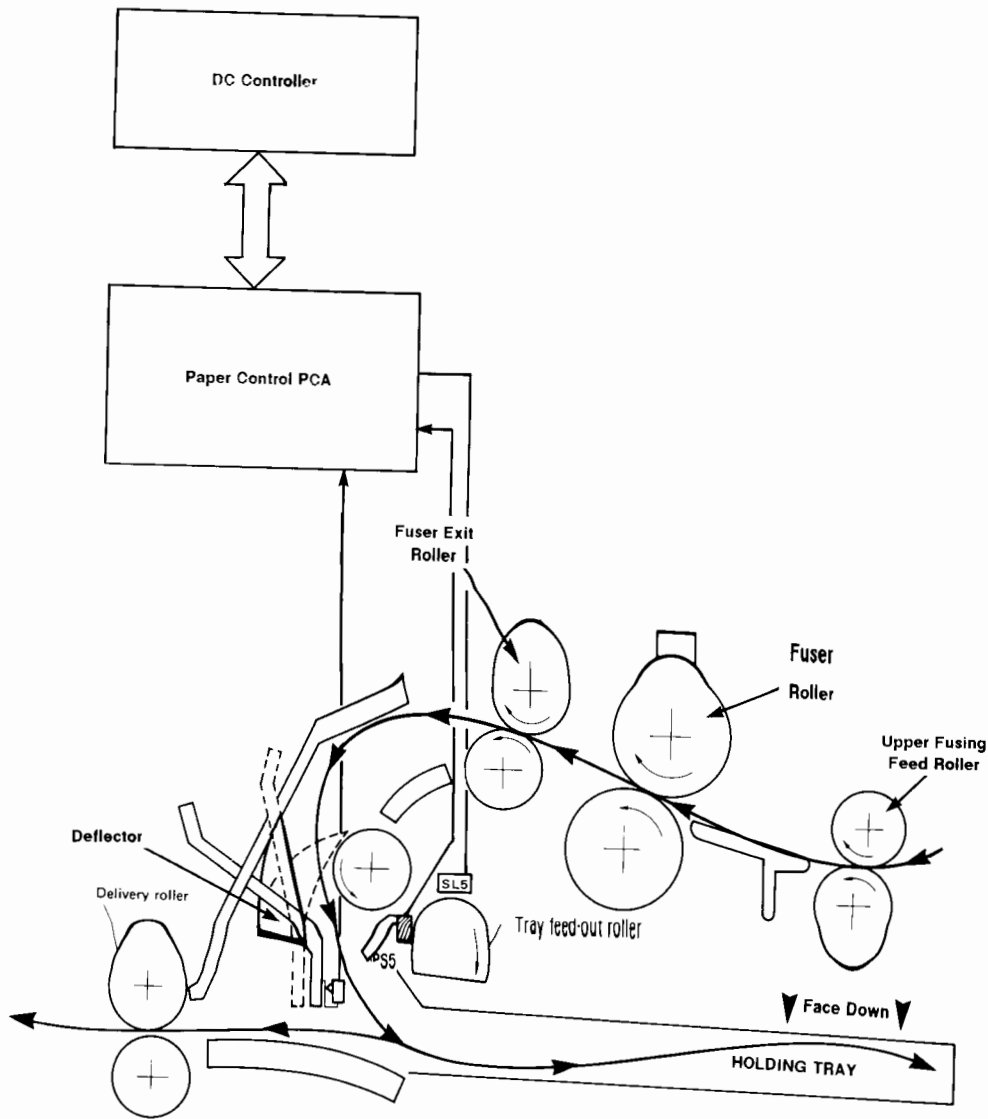 DC Controller
Paper Control PCA
Fuser Exit
Roller
Fuser
Roller
Upper Fusing
Feed Roller
Deflector
Delivery roller
SL5
Tray feed-out roller
PS5
Face Down
HOLDING TRAY